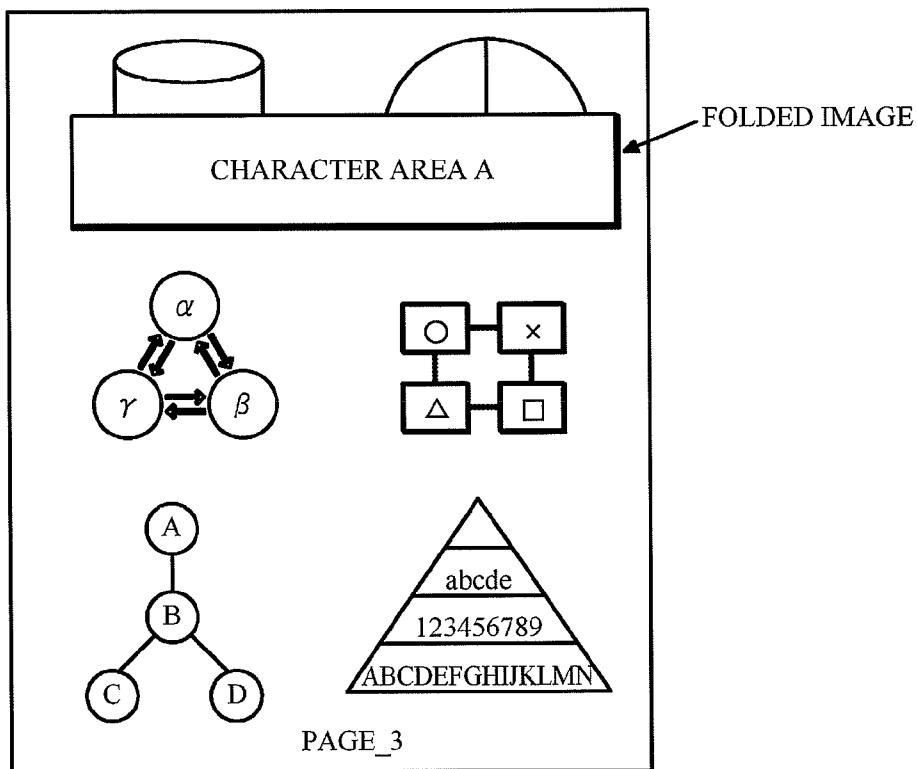 FOLDED IMAGE
CHARACTER AREA A
α
γ β
○ ×
△ □
A
B
C D
abcde
123456789
ABCDEFGHIJKLMN
PAGE_3